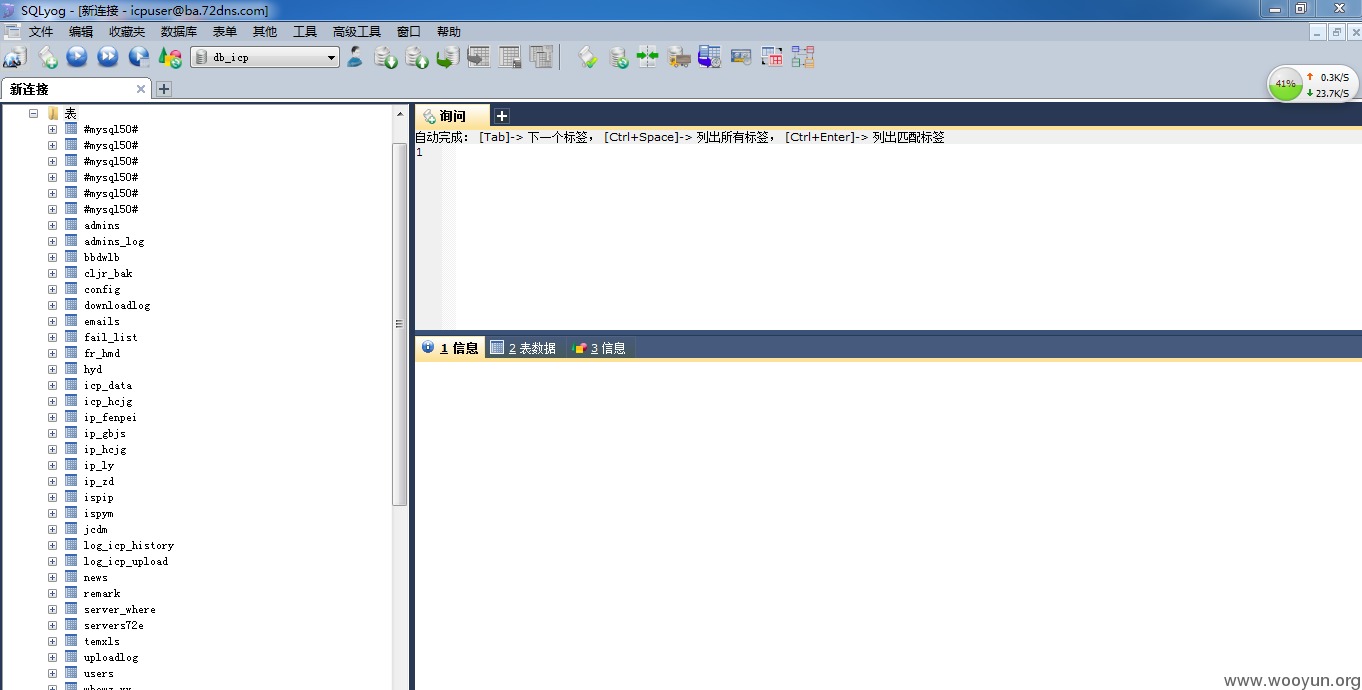 SQLyog - [新连接 - icpuser@ba.72dns.com]
文件 编辑 收藏夹 数据库 表单 其他 工具 高级工具 窗口 帮助
db_icp
41% 0.3K/S
23.7K/S
新连接
表
#mysql50#
#mysql50#
#mysql50#
#mysql50#
#mysql50#
#mysql50#
admins
admins_log
bbdwlb
cljr_bak
config
downloadlog
emails
fail_list
fr_hmd
hyd
icp_data
icp_hcjg
ip_fenpei
ip_gbjs
ip_hcjg
ip_ly
ip_zd
ispip
ispym
jcdm
log_icp_history
log_icp_upload
news
remark
server_where
servers72e
temxls
uploadlog
users
询问
自动完成: [Tab]-> 下一个标签, [Ctrl+Space]-> 列出所有标签, [Ctrl+Enter]-> 列出匹配标签
1
1 信息 2 表数据 3 信息
www.wooyun.org